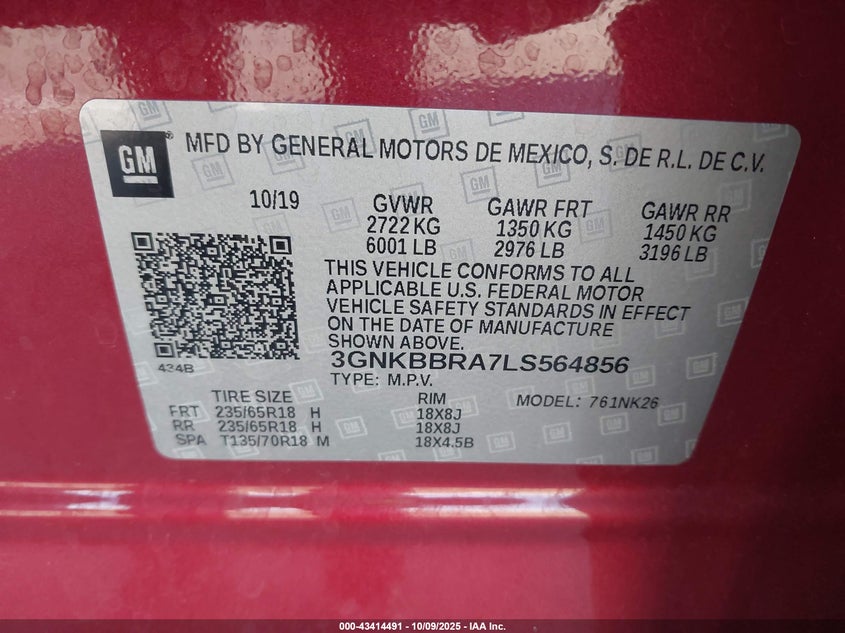 GM ® MFD BY GENERAL MOTORS DE MEXICO, S. DE R.L. DE C.V.
10/19 GVWR GAWR FRT GAWR RR
2722 KG 1350 KG 1450 KG
6001 LB 2976 LB 3196 LB
THIS VEHICLE CONFORMS TO ALL
APPLICABLE U.S. FEDERAL MOTOR
VEHICLE SAFETY STANDARDS IN EFFECT
ON THE DATE OF MANUFACTURE
SHOWN ABOVE.
434B 3GNKBBRA7LS564856
TYPE: M.P.V.
TIRE SIZE RIM MODEL: 761NK26
FRT 235/65R18 H 18X8J
RR 235/65R18 H 18X8J
SPA T135/70R18 M 18X4.5B
000-43414491 - 10/09/2025 - IAA Inc.